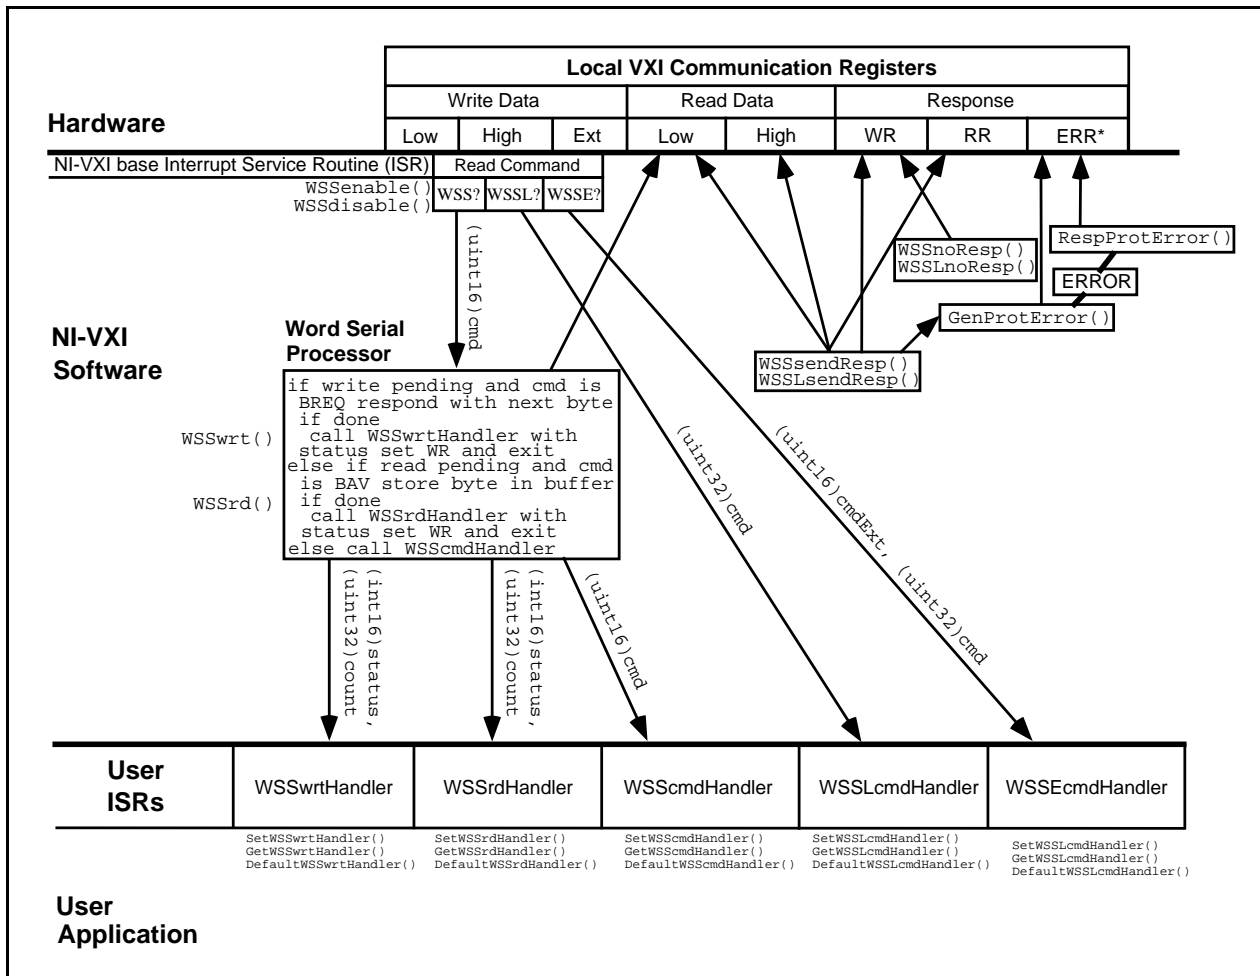 Local VXI Communication Registers
Write Data Read Data Response
Hardware
Low High Ext Low High WR RR ERR*
NI-VXI base Interrupt Service Routine (ISR) Read Command
WSSenable()
WSSdisable()
WSS? WSSL? WSSE?
(uint16)cmd
WSSnoResp()
WSSLnoResp()
RespProtError()
ERROR
GenProtError()
WSSsendResp()
WSSLsendResp()
NI-VXI
Software
Word Serial
Processor
if write pending and cmd is
BREQ respond with next byte
if done
call WSSwrtHandler with
status set WR and exit
else if read pending and cmd
is BAV store byte in buffer
if done
call WSSrdHandler with
status set WR and exit
else call WSScmdHandler
WSSwrt()
WSSrd()
(uint32)cmd
(uint16)cmdExt, (uint32)cmd
(int16)status,
(uint32)count
(int16)status,
(uint32)count
(uint16)cmd
User
ISRs
WSSwrtHandler WSSrdHandler WSScmdHandler WSSLcmdHandler WSSEcmdHandler
SetWSSwrtHandler()
GetWSSwrtHandler()
DefaultWSSwrtHandler()
SetWSSrdHandler()
GetWSSrdHandler()
DefaultWSSrdHandler()
SetWSScmdHandler()
GetWSScmdHandler()
DefaultWSScmdHandler()
SetWSSLcmdHandler()
GetWSSLcmdHandler()
DefaultWSSLcmdHandler()
SetWSSLcmdHandler()
GetWSSLcmdHandler()
DefaultWSSLcmdHandler()
User
Application